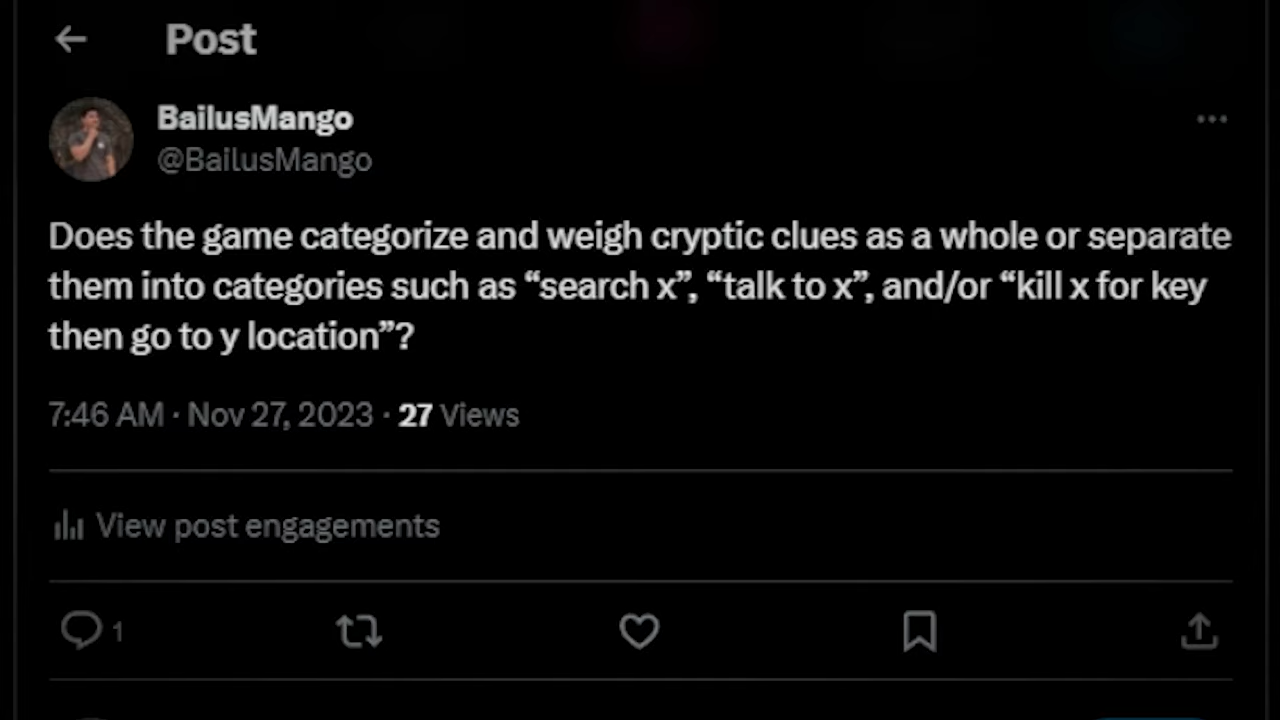 Post
BailusMango
@BailusMango
Does the game categorize and weigh cryptic clues as a whole or separate
them into categories such as “search x”, “talk to x”, and/or “kill x for key
then go to y location”?
7:46 AM · Nov 27, 2023 · 27 Views
View post engagements
1